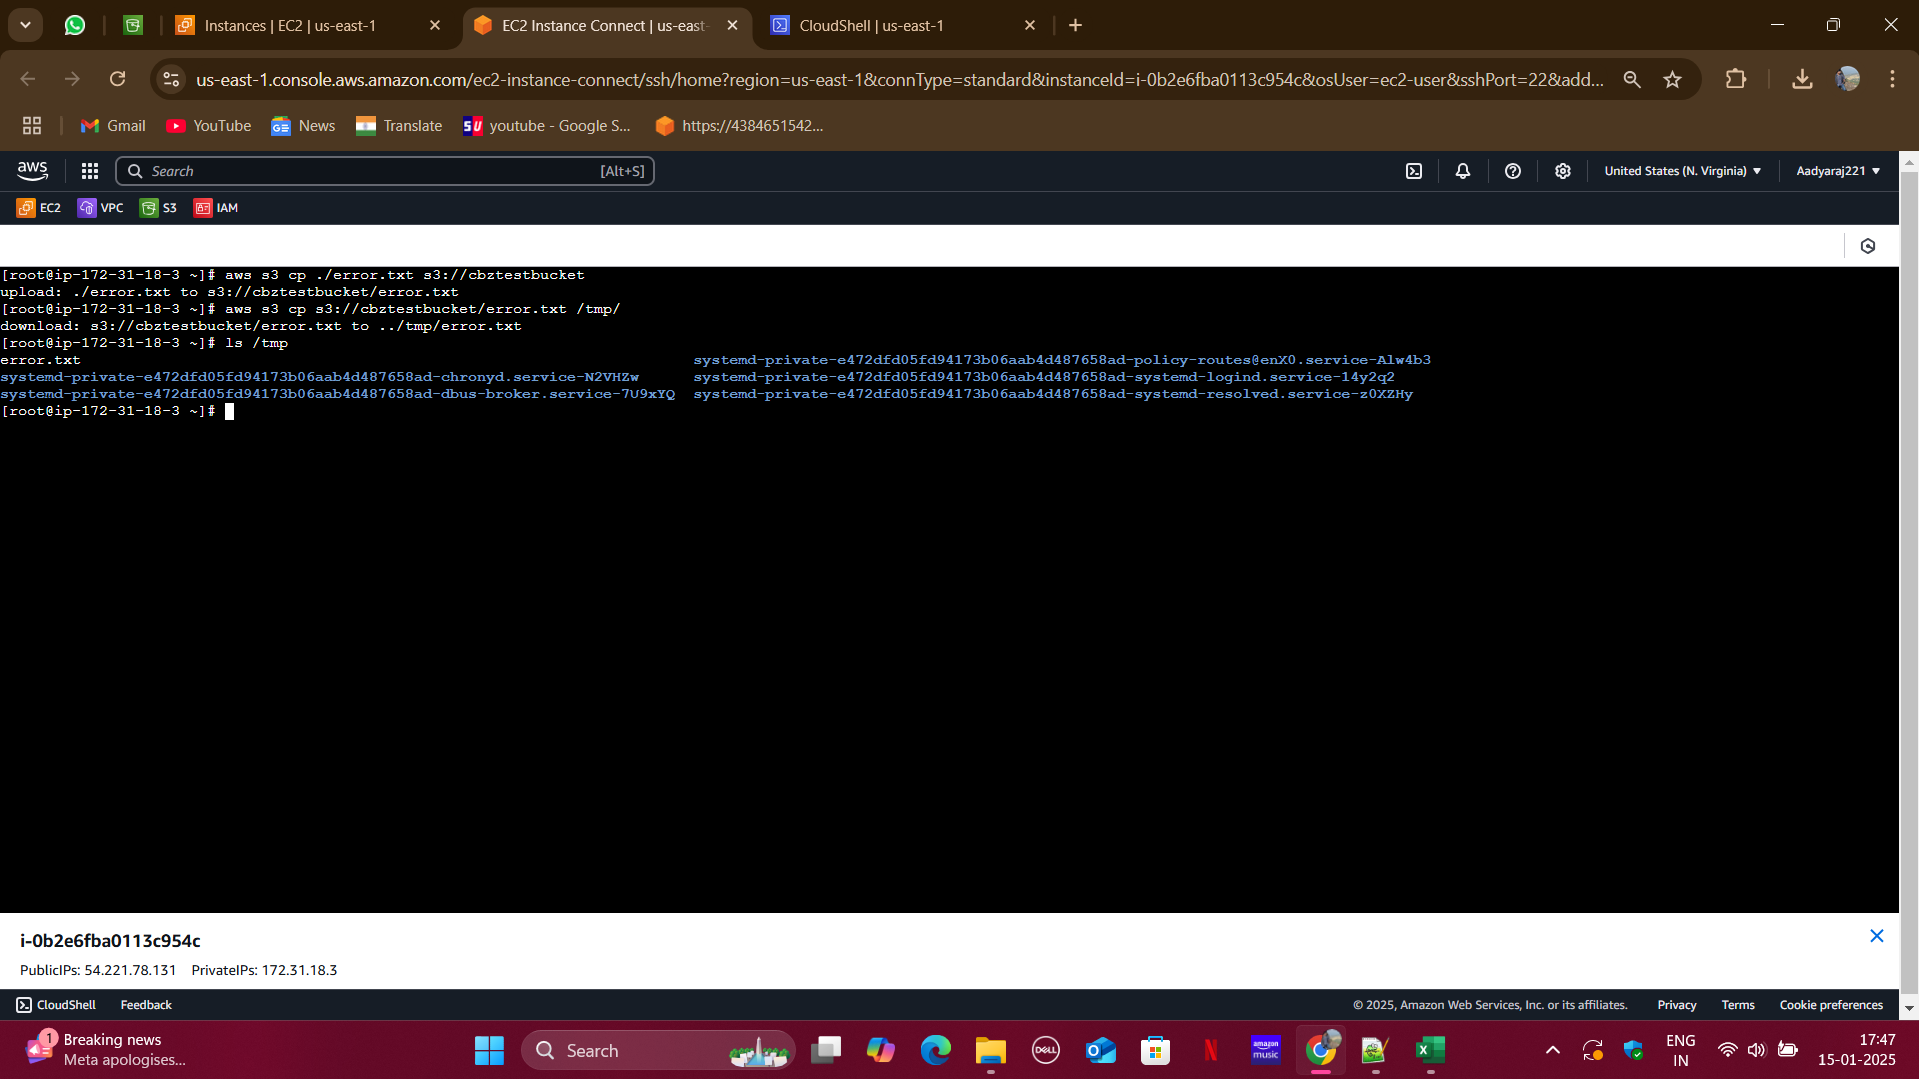 Instances | EC2 | us-east-1
EC2 Instance Connect | us-east-
CloudShell | us-east-1
us-east-1.console.aws.amazon.com/ec2-instance-connect/ssh/home?region=us-east-1&connType=standard&instanceId=i-0b2e6fba0113c954c&osUser=ec2-user&sshPort=22&add...
Gmail YouTube News Translate youtube - Google S... https://4384651542...
aws Search [Alt+S] United States (N. Virginia) Aadyaraj221
EC2 VPC S3 IAM
[root@ip-172-31-18-3 ~]# aws s3 cp ./error.txt s3://cbztestbucket
upload: ./error.txt to s3://cbztestbucket/error.txt
[root@ip-172-31-18-3 ~]# aws s3 cp s3://cbztestbucket/error.txt /tmp/
download: s3://cbztestbucket/error.txt to ../tmp/error.txt
[root@ip-172-31-18-3 ~]# ls /tmp
error.txt systemd-private-e472dfd05fd94173b06aab4d487658ad-policy-routes@enX0.service-Alw4b3
systemd-private-e472dfd05fd94173b06aab4d487658ad-chronyd.service-N2VHZw systemd-private-e472dfd05fd94173b06aab4d487658ad-systemd-logind.service-14y2q2
systemd-private-e472dfd05fd94173b06aab4d487658ad-dbus-broker.service-7U9xYQ systemd-private-e472dfd05fd94173b06aab4d487658ad-systemd-resolved.service-z0XZHy
[root@ip-172-31-18-3 ~]#
i-0b2e6fba0113c954c
PublicIPs: 54.221.78.131 PrivateIPs: 172.31.18.3
CloudShell Feedback © 2025, Amazon Web Services, Inc. or its affiliates. Privacy Terms Cookie preferences
1 Breaking news
Meta apologises...
Search
DELL
amazon music
ENG
IN
17:47
15-01-2025